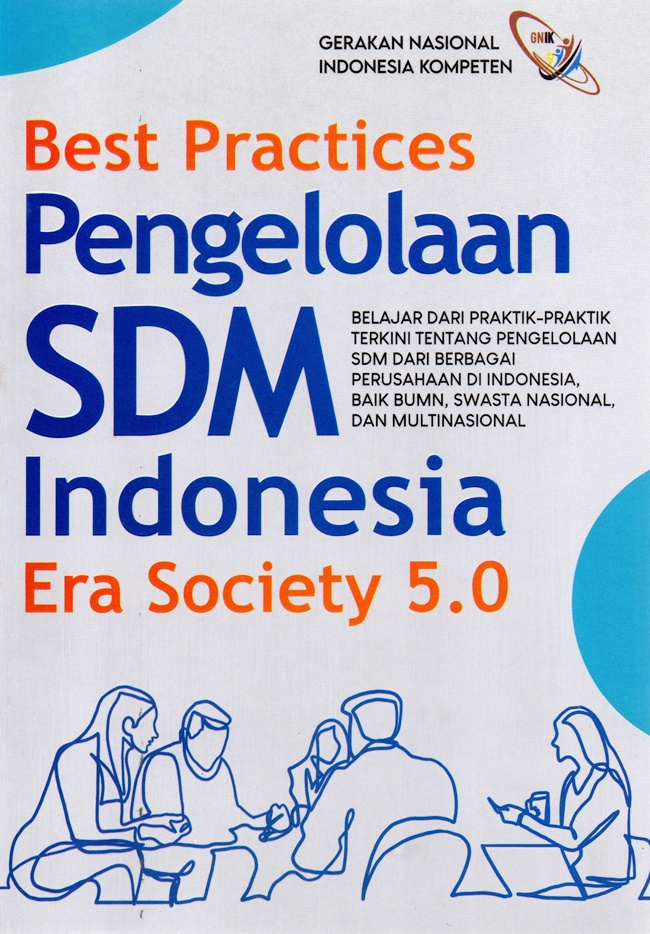 GERAKAN NASIONAL
INDONESIA KOMPETEN
GNIK
Best Practices
Pengelolaan
SDM
BELAJAR DARI PRAKTIK-PRAKTIK
TERKINI TENTANG PENGELOLAAN
SDM DARI BERBAGAI
PERUSAHAAN DI INDONESIA,
BAIK BUMN, SWASTA NASIONAL,
DAN MULTINASIONAL
Indonesia
Era Society 5.0